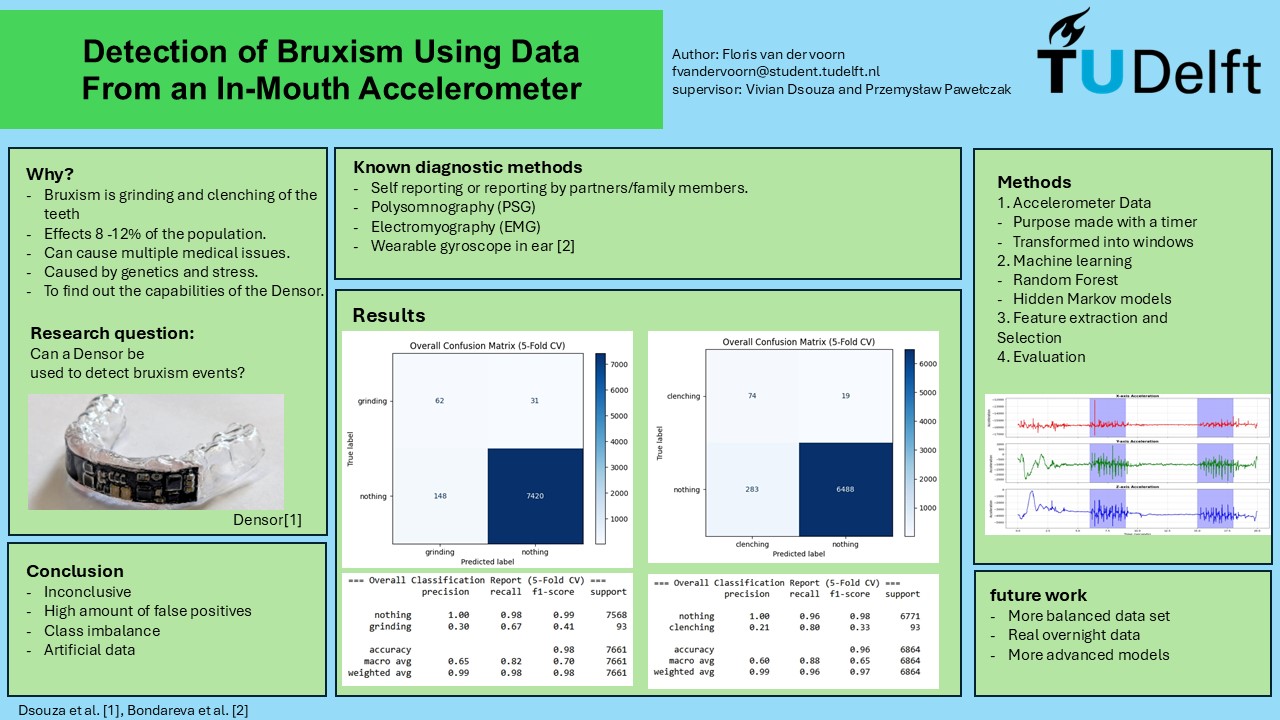 Detection of Bruxism Using Data
From an In-Mouth Accelerometer
Author: Floris van der voorn
fvandervoorn@student.tudelft.nl
supervisor: Vivian Dsouza and Przemysław Pawełczak
TU Delft
Why?
- Bruxism is grinding and clenching of the
teeth
- Effects 8 -12% of the population.
- Can cause multiple medical issues.
- Caused by genetics and stress.
- To find out the capabilities of the Densor.
Research question:
Can a Densor be
used to detect bruxism events?
Densor[1]
Conclusion
- Inconclusive
- High amount of false positives
- Class imbalance
- Artificial data
Known diagnostic methods
- Self reporting or reporting by partners/family members.
- Polysomnography (PSG)
- Electromyography (EMG)
- Wearable gyroscope in ear [2]
Results
Overall Confusion Matrix (5-Fold CV)
True label
grinding 62 31
nothing 148 7420
grinding nothing
Predicted label
7000
6000
5000
4000
3000
2000
1000
=== Overall Classification Report (5-Fold CV) ===
precision recall f1-score support
nothing 1.00 0.98 0.99 7568
grinding 0.30 0.67 0.41 93
accuracy 0.98 7661
macro avg 0.65 0.82 0.70 7661
weighted avg 0.99 0.98 0.98 7661
Overall Confusion Matrix (5-Fold CV)
True label
clenching 74 19
nothing 283 6488
clenching nothing
Predicted label
6000
5000
4000
3000
2000
1000
=== Overall Classification Report (5-Fold CV) ===
precision recall f1-score support
nothing 1.00 0.96 0.98 6771
clenching 0.21 0.80 0.33 93
accuracy 0.96 6864
macro avg 0.60 0.88 0.65 6864
weighted avg 0.99 0.96 0.97 6864
Methods
1. Accelerometer Data
- Purpose made with a timer
- Transformed into windows
2. Machine learning
- Random Forest
- Hidden Markov models
3. Feature extraction and
Selection
4. Evaluation
X-axis Acceleration
Y-axis Acceleration
Z-axis Acceleration
future work
- More balanced data set
- Real overnight data
- More advanced models
Dsouza et al. [1], Bondareva et al. [2]